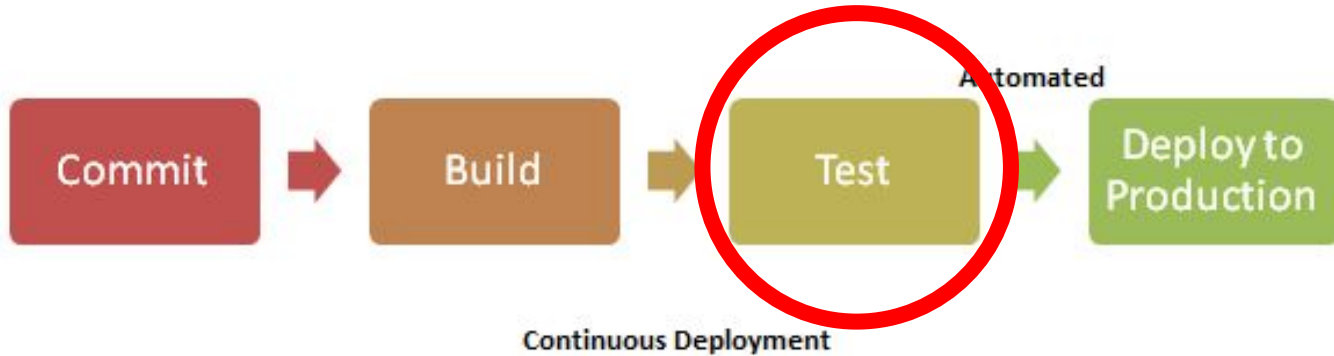 Automated
Commit
Build
Test
Deploy to
Production
Continuous Deployment